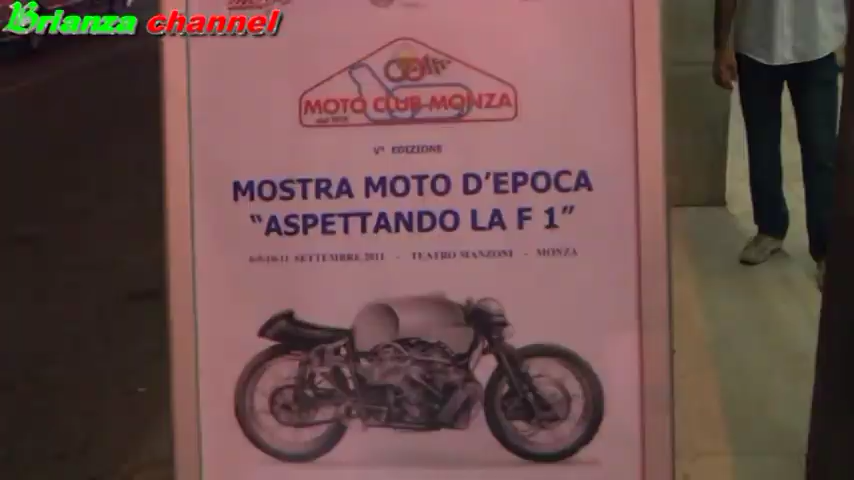 Brianza channel
MOTO CLUB MONZA
V° EDIZIONE
MOSTRA MOTO D'EPOCA
"ASPETTANDO LA F 1"
SETTEMBRE 2011 - TEATRO MANZONI - MONZA